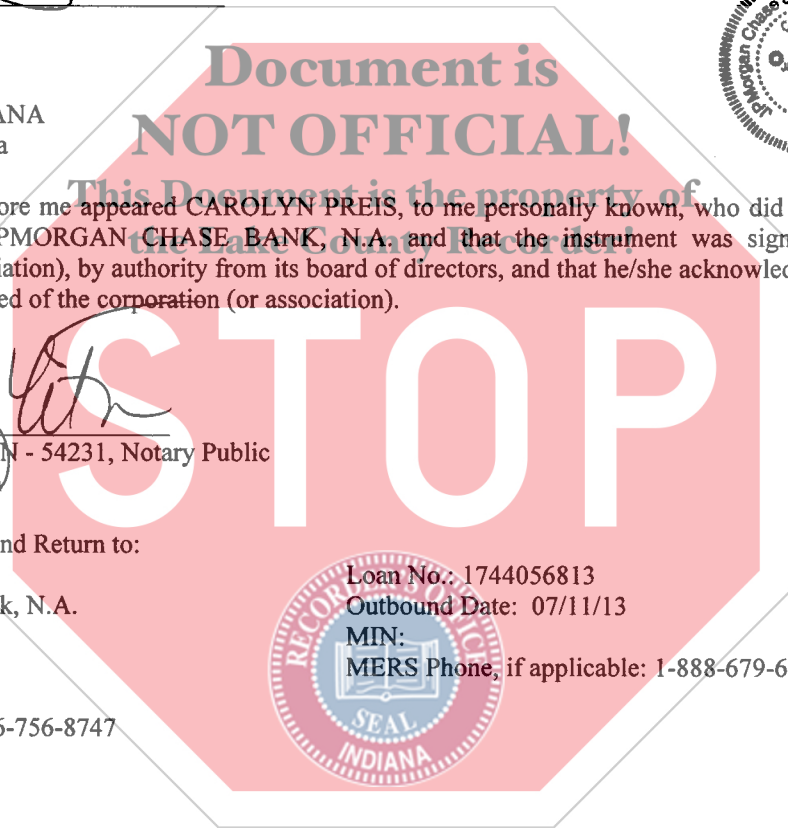 JPMorgan Chase
Document is
NOT OFFICIAL!
ANA
a
This Document is the property of
the Lake County Recorder!
ore me appeared CAROLYN PREIS, to me personally known, who did
PMORGAN CHASE BANK, N.A. and that the instrument was sign
iation), by authority from its board of directors, and that he/she acknowled
ed of the corporation (or association).
STOP
N - 54231, Notary Public
nd Return to:
Loan No.: 1744056813
k, N.A.
Outbound Date: 07/11/13
MIN:
MERS Phone, if applicable: 1-888-679-6
6-756-8747
RECORDER'S OFFICE
SEAL
INDIANA